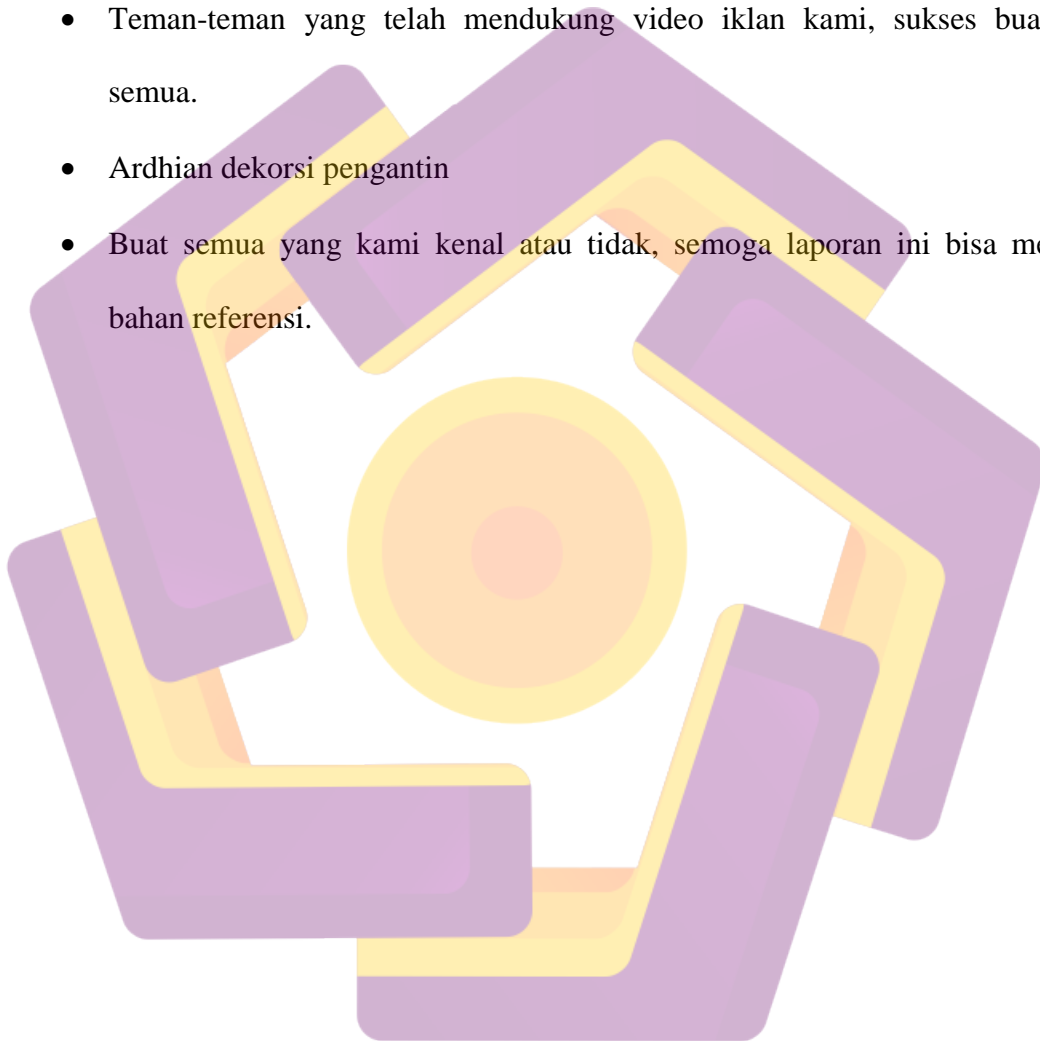 • Teman-teman yang telah mendukung video iklan kami, sukses bua
semua.
• Ardhian dekorsi pengantin
• Buat semua yang kami kenal atau tidak, semoga laporan ini bisa me
bahan referensi.